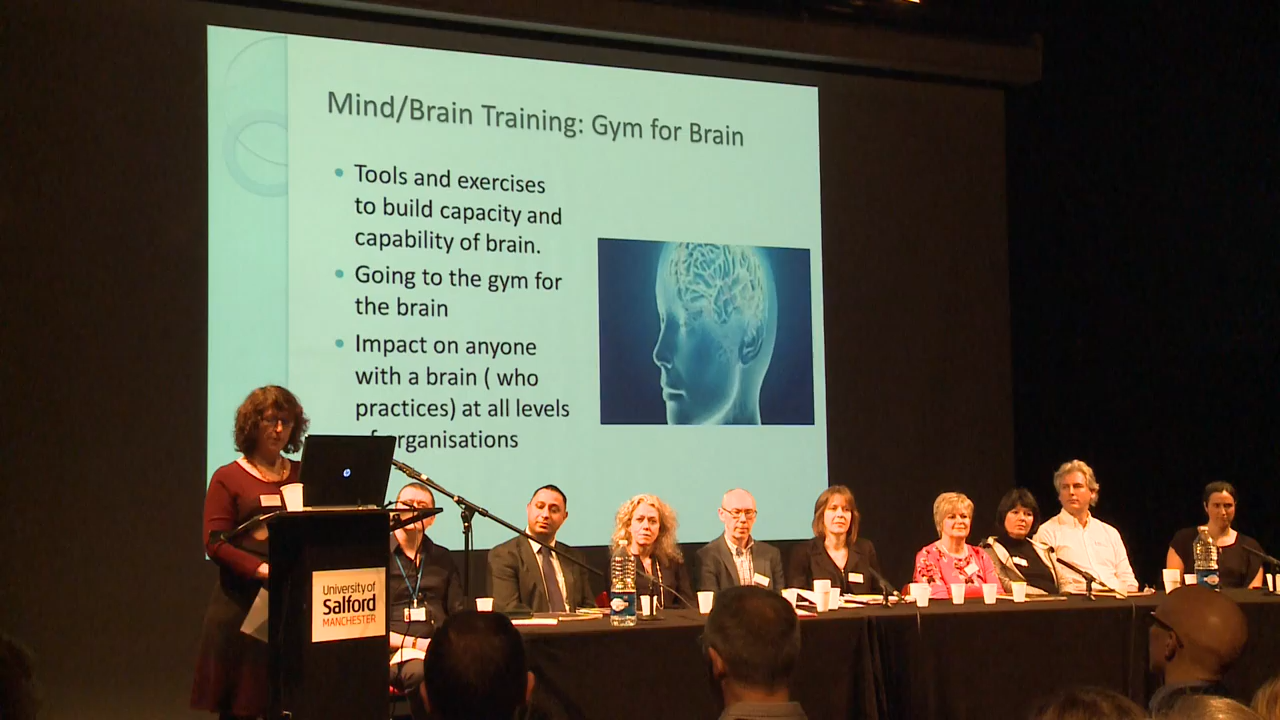 Mind/Brain Training: Gym for Brain
Tools and exercises
to build capacity and
capability of brain.
Going to the gym for
the brain
Impact on anyone
with a brain ( who
practices) at all levels
organisations
University of
Salford
MANCHESTER